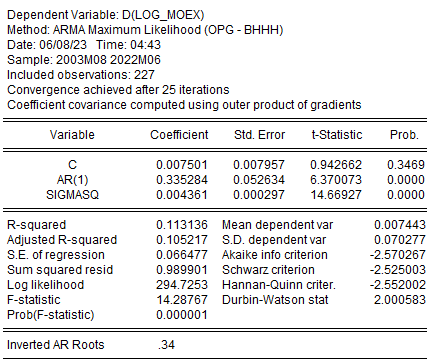 Dependent Variable: D(LOG_MOEX)
Method: ARMA Maximum Likelihood (OPG - BHHH)
Date: 06/08/23 Time: 04:43
Sample: 2003M08 2022M06
Included observations: 227
Convergence achieved after 25 iterations
Coefficient covariance computed using outer product of gradients
Variable Coefficient Std. Error t-Statistic Prob.
C 0.007501 0.007957 0.942662 0.3469
AR(1) 0.335284 0.052634 6.370073 0.0000
SIGMASQ 0.004361 0.000297 14.66927 0.0000
R-squared 0.113136 Mean dependent var 0.007443
Adjusted R-squared 0.105217 S.D. dependent var 0.070277
S.E. of regression 0.066477 Akaike info criterion -2.570267
Sum squared resid 0.989901 Schwarz criterion -2.525003
Log likelihood 294.7253 Hannan-Quinn criter. -2.552002
F-statistic 14.28767 Durbin-Watson stat 2.000583
Prob(F-statistic) 0.000001
Inverted AR Roots .34